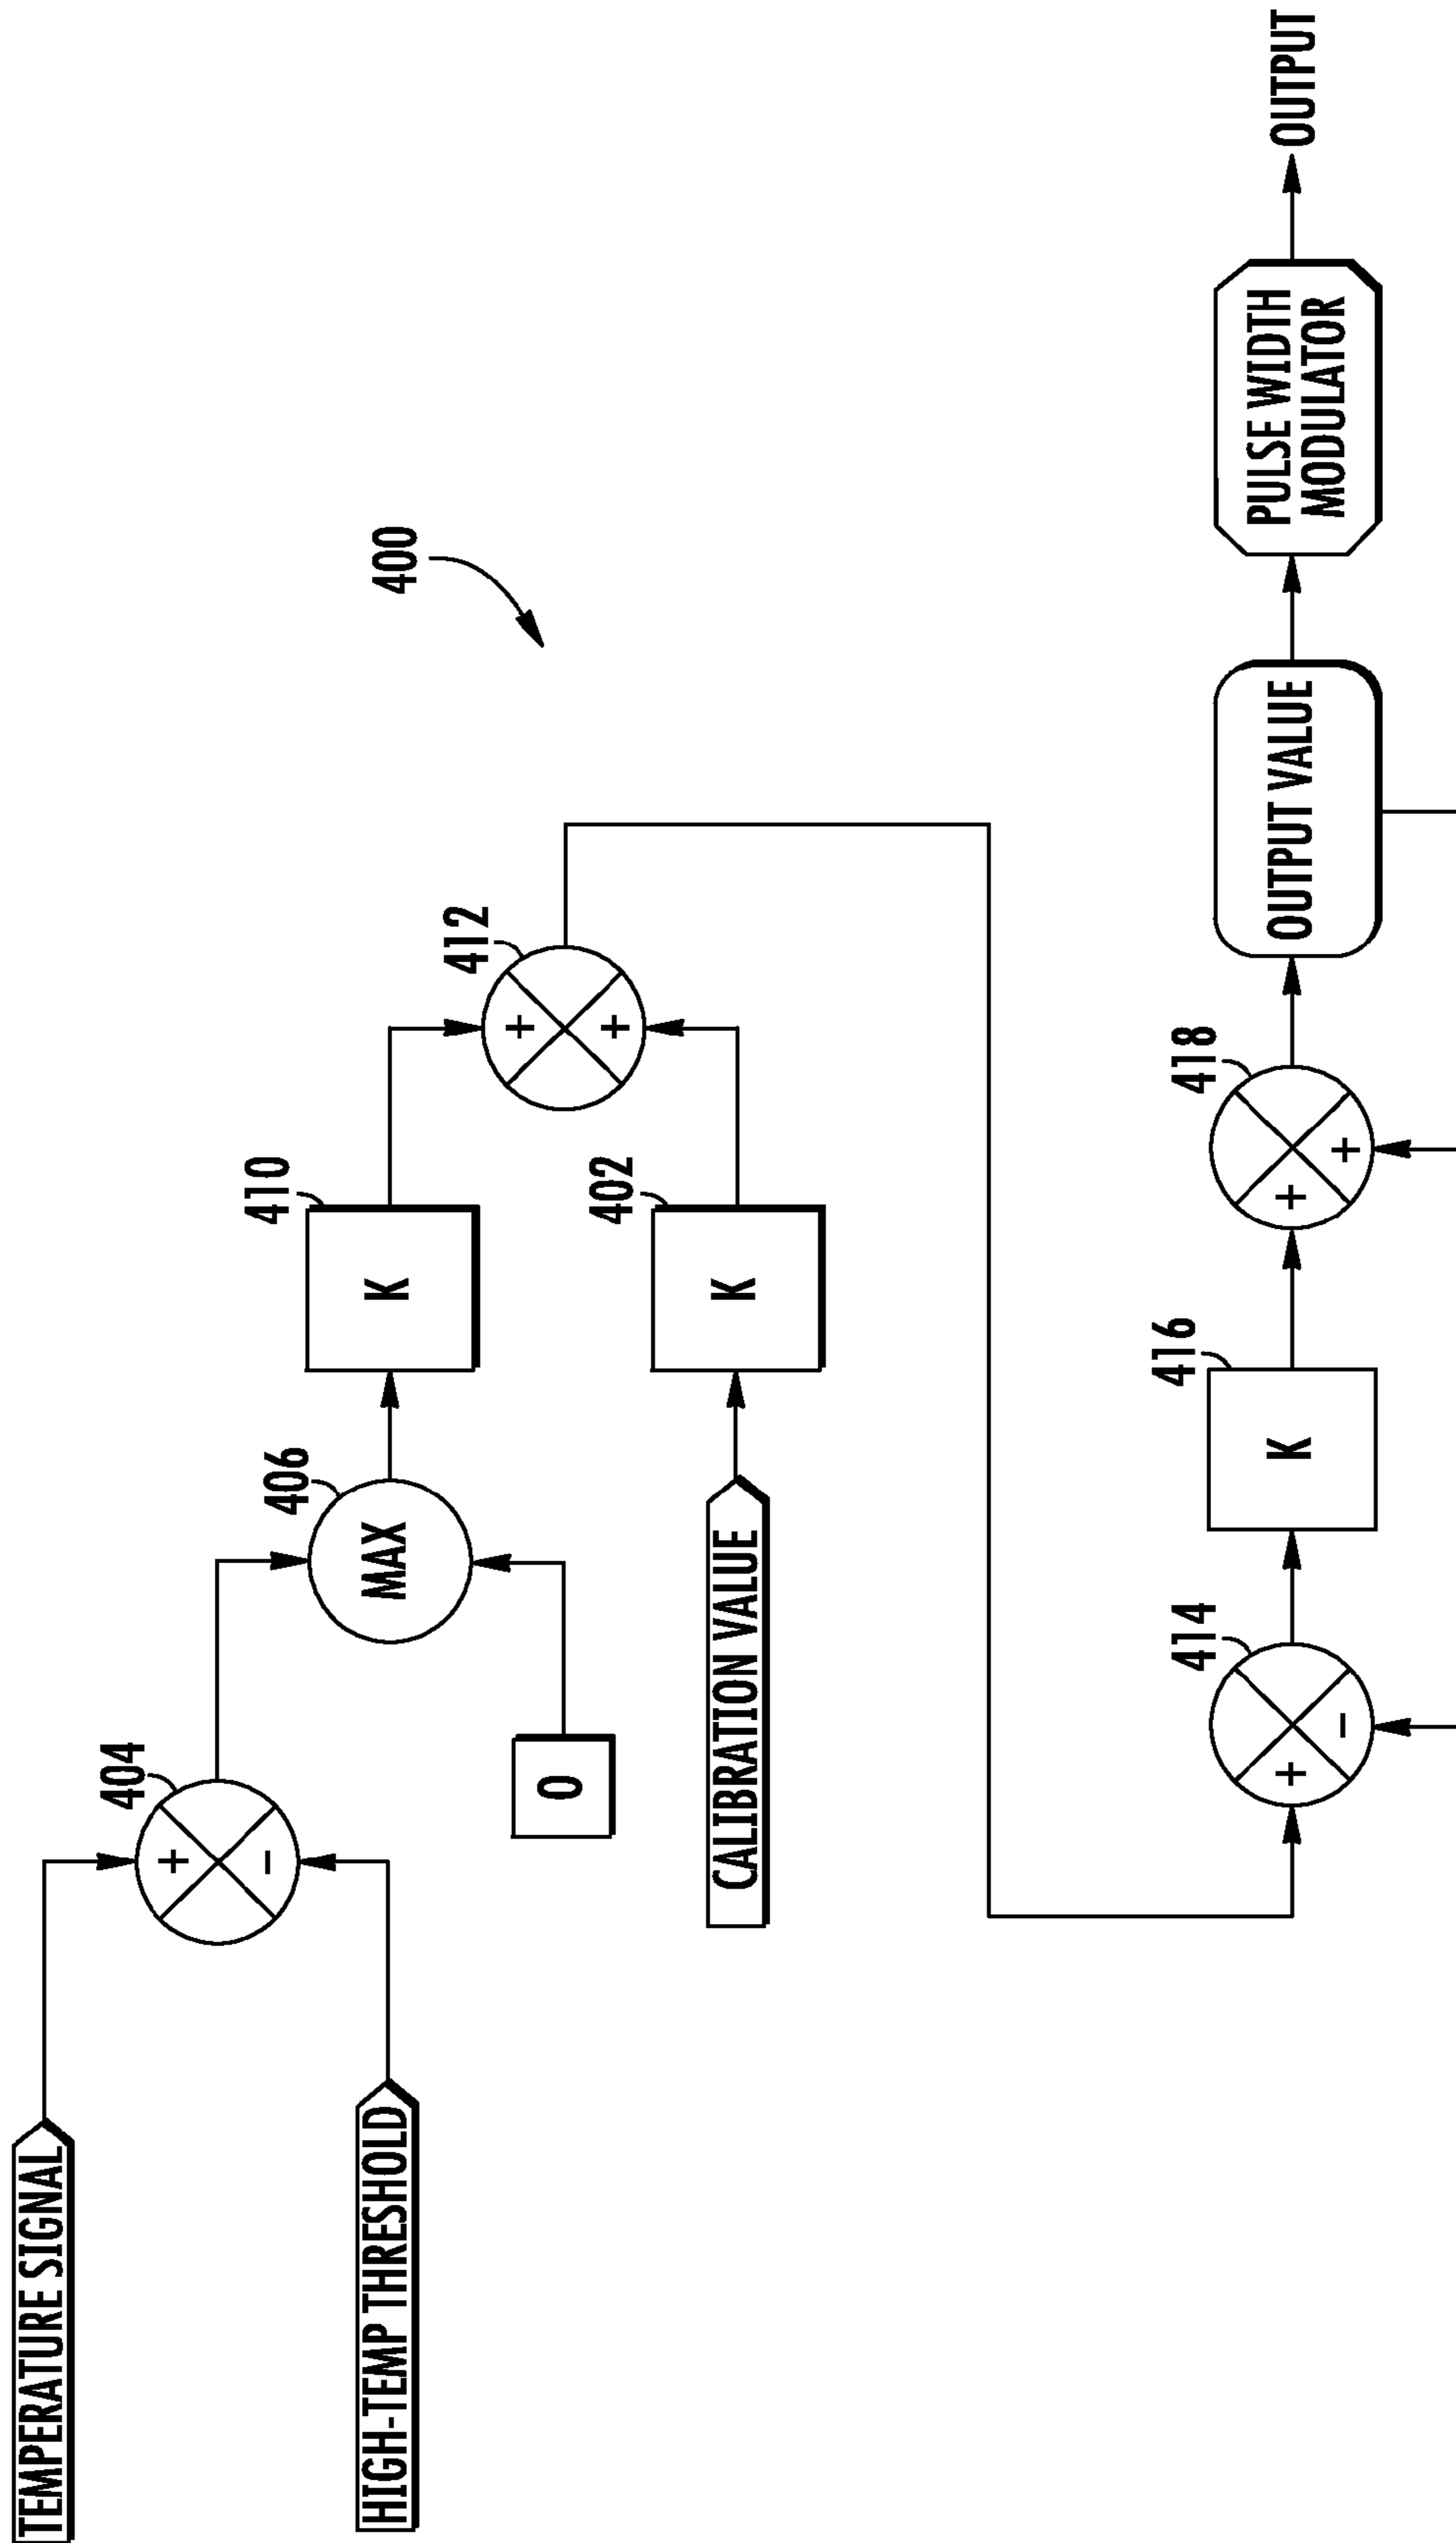 400
TEMPERATURE SIGNAL
404
+
-
HIGH-TEMP THRESHOLD
406
MAX
0
410
K
412
+
+
402
K
CALIBRATION VALUE
414
+
-
416
K
418
+
+
OUTPUT VALUE
PULSE WIDTH
MODULATOR
OUTPUT